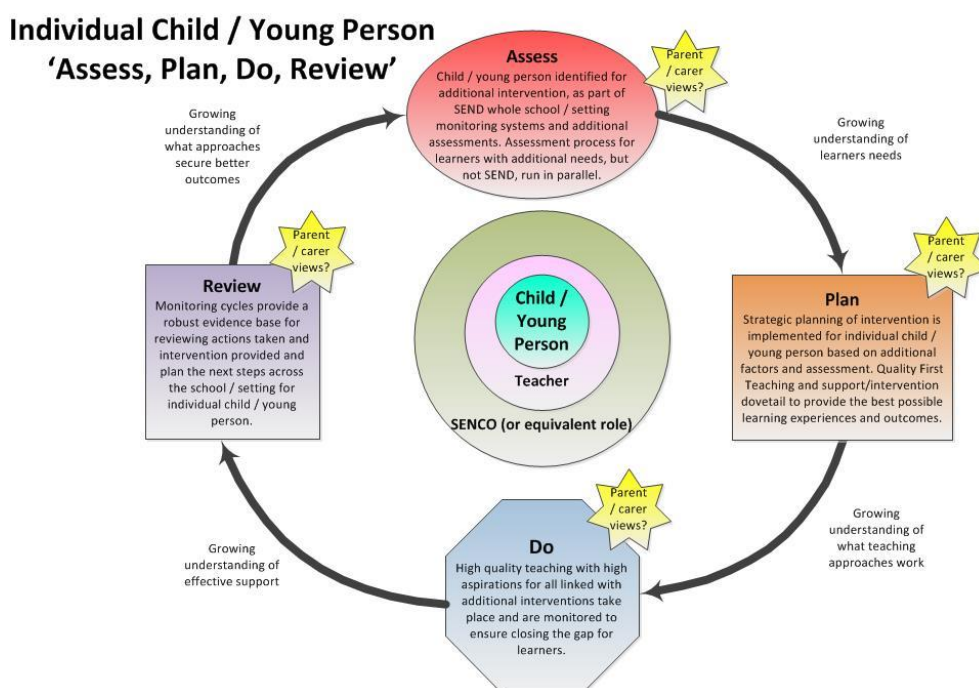 Individual Child / Young Person
‘Assess, Plan, Do, Review’
Assess
Child / young person identified for
additional intervention, as part of
SEND whole school / setting
monitoring systems and additional
assessments. Assessment process for
learners with additional needs, but
not SEND, run in parallel.
Parent
/ carer
views?
Growing
understanding of
learners needs
Parent
/ carer
views?
Plan
Strategic planning of intervention is
implemented for individual child /
young person based on additional
factors and assessment. Quality First
Teaching and support/intervention
dovetail to provide the best possible
learning experiences and outcomes.
Growing
understanding of
what teaching
approaches work
Parent
/ carer
views?
Do
High quality teaching with high
aspirations for all linked with
additional interventions take
place and are monitored to
ensure closing the gap for
learners.
Growing
understanding of
effective support
Parent
/ carer
views?
Review
Monitoring cycles provide a
robust evidence base for
reviewing actions taken and
intervention provided and
plan the next steps across
the school / setting for
individual child / young
person.
Growing
understanding of
what approaches
secure better
outcomes
Child /
Young
Person
Teacher
SENCO (or equivalent role)